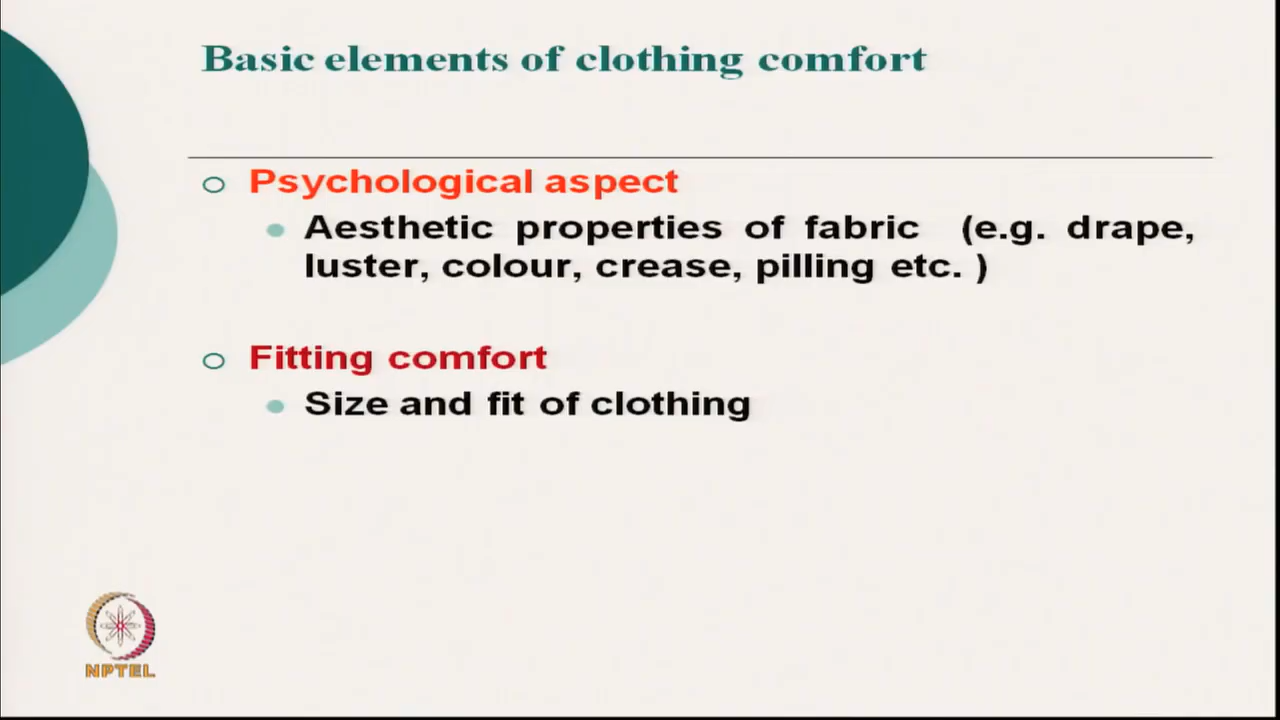 Basic elements of clothing comfort
Psychological aspect
Aesthetic properties of fabric (e.g. drape,
luster, colour, crease, pilling etc. )
Fitting comfort
Size and fit of clothing
NPTEL